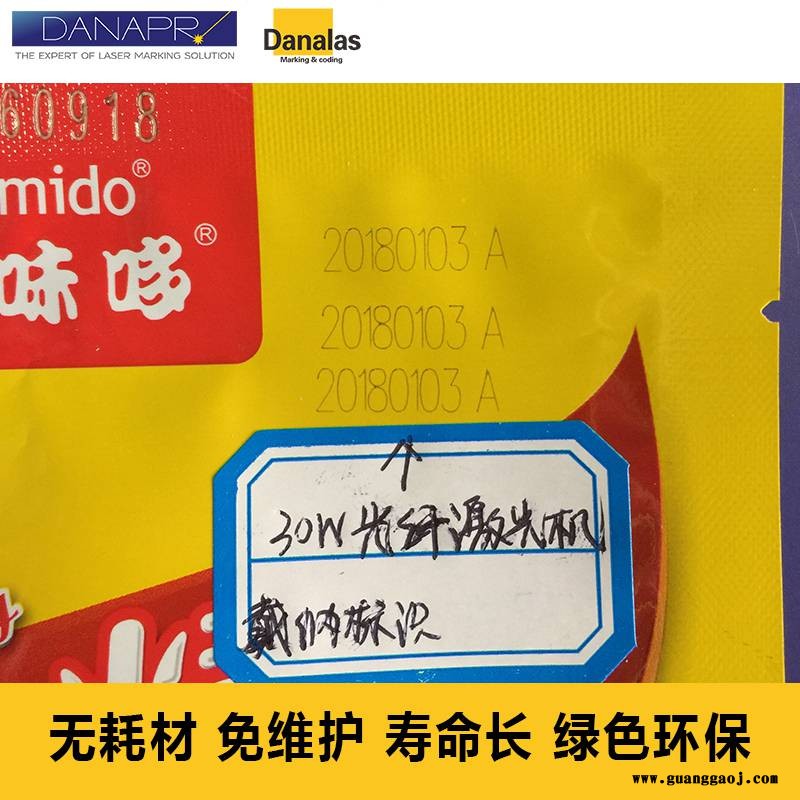 DANAPR
THE EXPERT OF LASER MARKING SOLUTION
Danalas
Marking & coding
60918
mido®
味哆®
20180103 A
20180103 A
20180103 A
30W光纤激光机
戴纳标识
无耗材 免维护 寿命长 绿色环保
www.guanggaoj.com